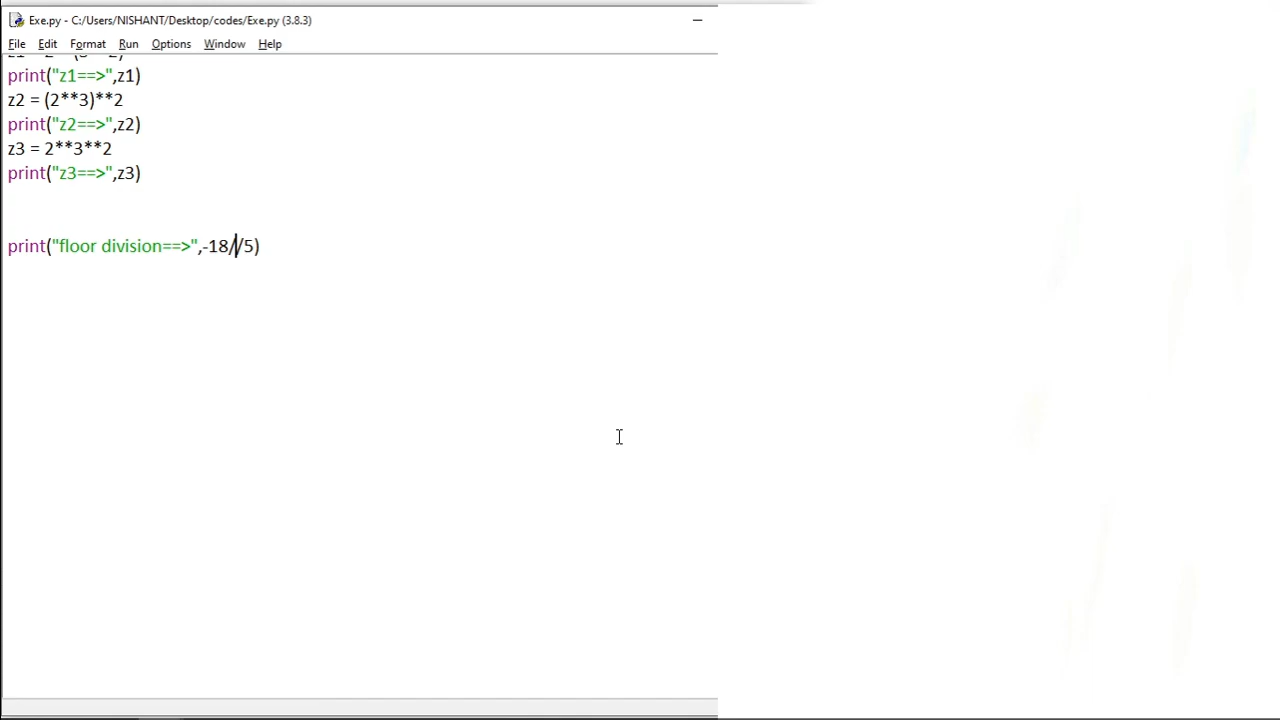 Exe.py - C:/Users/NISHANT/Desktop/codes/Exe.py (3.8.3)
File Edit Format Run Options Window Help
print("z1==>",z1)
z2 = (2**3)**2
print("z2==>",z2)
z3 = 2**3**2
print("z3==>",z3)
print("floor division==>",-18//5)